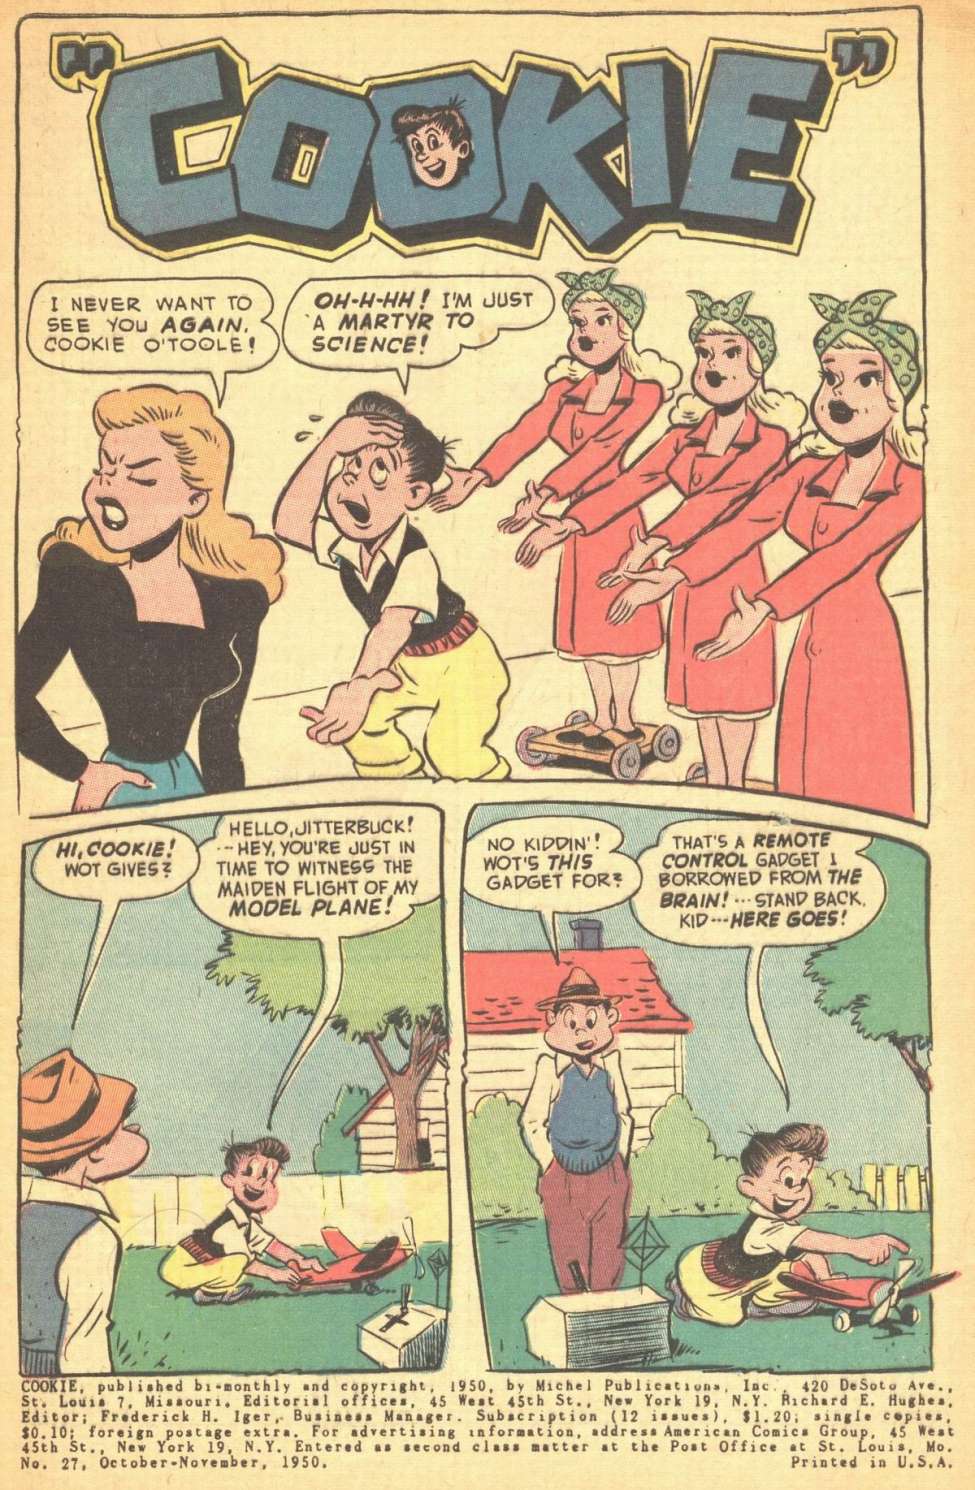 "COOKIE"
I NEVER WANT TO
SEE YOU AGAIN,
COOKIE O'TOOLE!
OH-H-HH! I'M JUST
A MARTYR TO
SCIENCE!
HI, COOKIE!
WOT GIVES?
HELLO, JITTERBUCK!
--HEY, YOU'RE JUST IN
TIME TO WITNESS THE
MAIDEN FLIGHT OF MY
MODEL PLANE!
NO KIDDIN'!
WOT'S THIS
GADGET FOR?
THAT'S A REMOTE
CONTROL GADGET I
BORROWED FROM THE
BRAIN! --- STAND BACK,
KID --- HERE GOES!
COOKIE, published bi-monthly and copyright, 1950, by Michel Publications, Inc., 420 DeSoto Ave.,
St. Louis 7, Missouri. Editorial offices, 45 West 45th St., New York 19, N.Y. Richard E. Hughes,
Editor; Frederick H. Iger, Business Manager. Subscription (12 issues), $1.20; single copies,
$0.10; foreign postage extra. For advertising information, address American Comics Group, 45 West
45th St., New York 19, N.Y. Entered as second class matter at the Post Office at St. Louis, Mo.
No. 27, October-November, 1950. Printed in U.S.A.